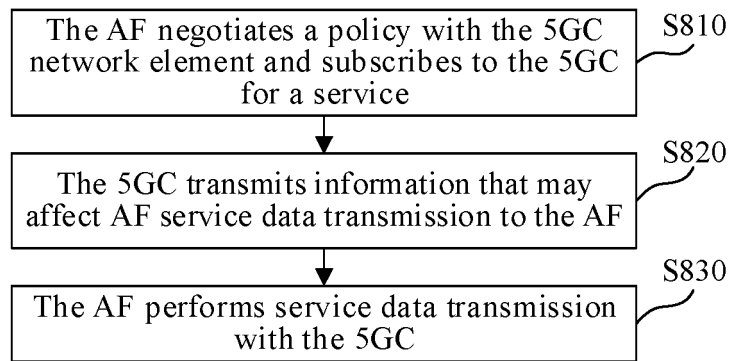 The AF negotiates a policy with the 5GC
network element and subscribes to the 5GC
for a service
S810
The 5GC transmits information that may
affect AF service data transmission to the AF
S820
The AF performs service data transmission
with the 5GC
S830